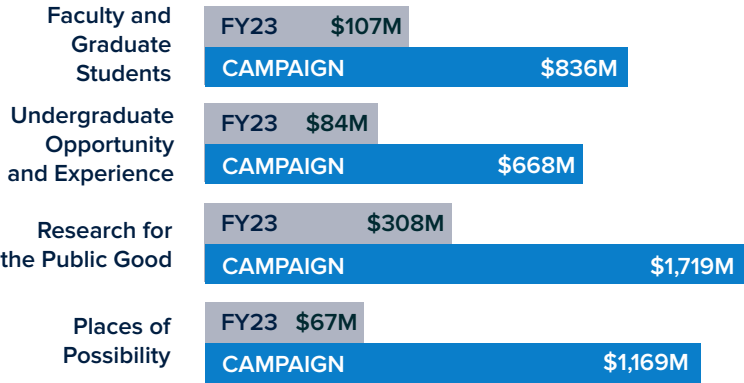 Faculty and
Graduate
Students
FY23 $107M
CAMPAIGN $836M
Undergraduate
Opportunity
and Experience
FY23 $84M
CAMPAIGN $668M
Research for
the Public Good
FY23 $308M
CAMPAIGN $1,719M
Places of
Possibility
FY23 $67M
CAMPAIGN $1,169M